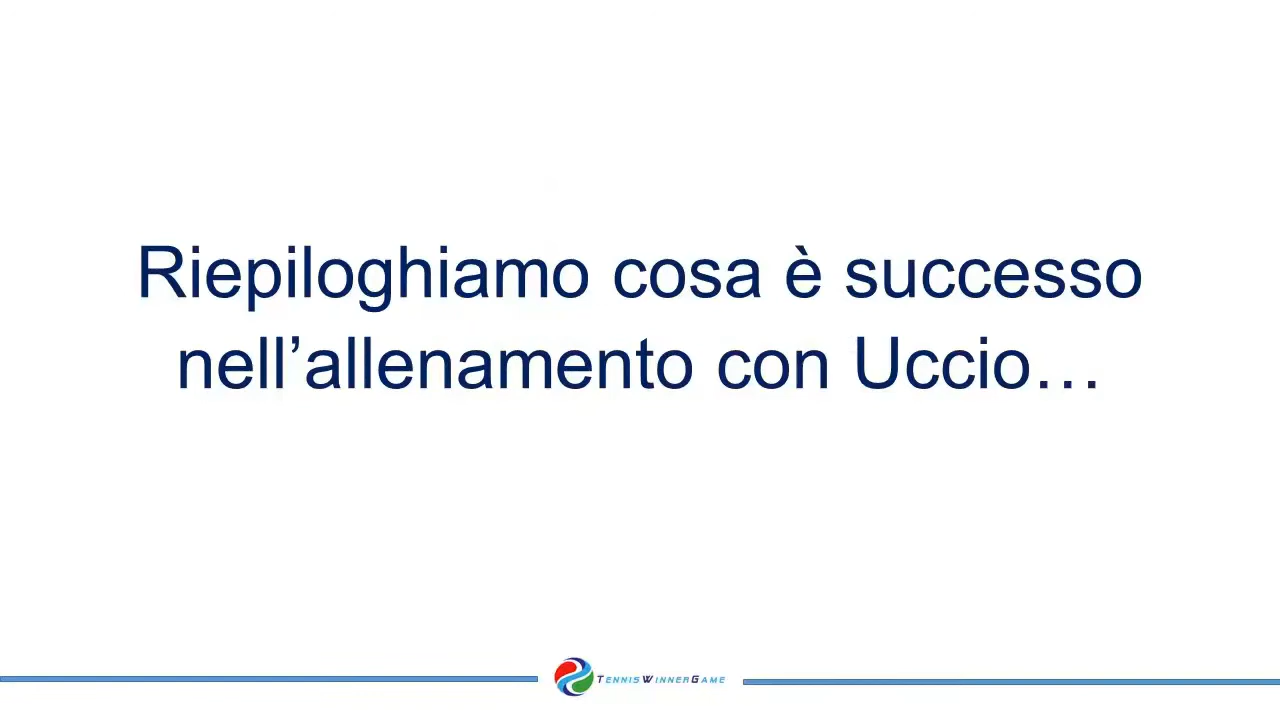 Riepiloghiamo cosa è successo
nell’allenamento con Uccio…
TennisWinnerGame